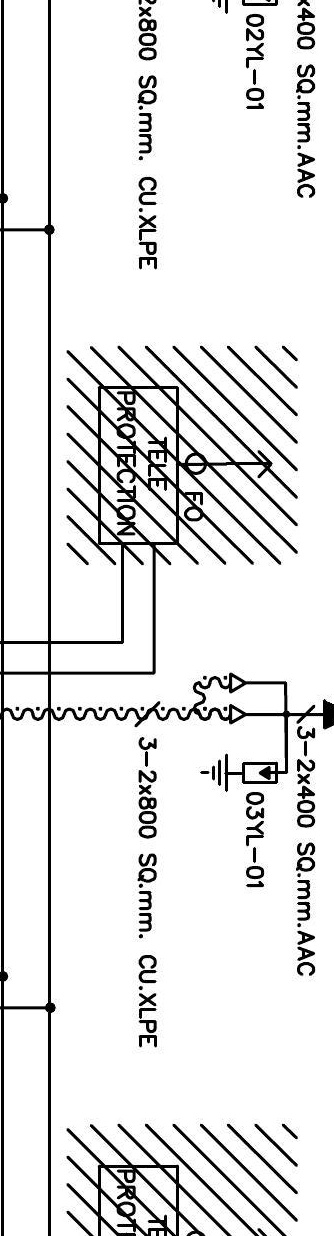 x400 SQ.mm.AAC
02YL-01
2x800 SQ.mm. CU.XLPE
FO
TELE
PROTECTION
3-2x400 SQ.mm.AAC
03YL-01
3-2x800 SQ.mm. CU.XLPE
TE
PROT